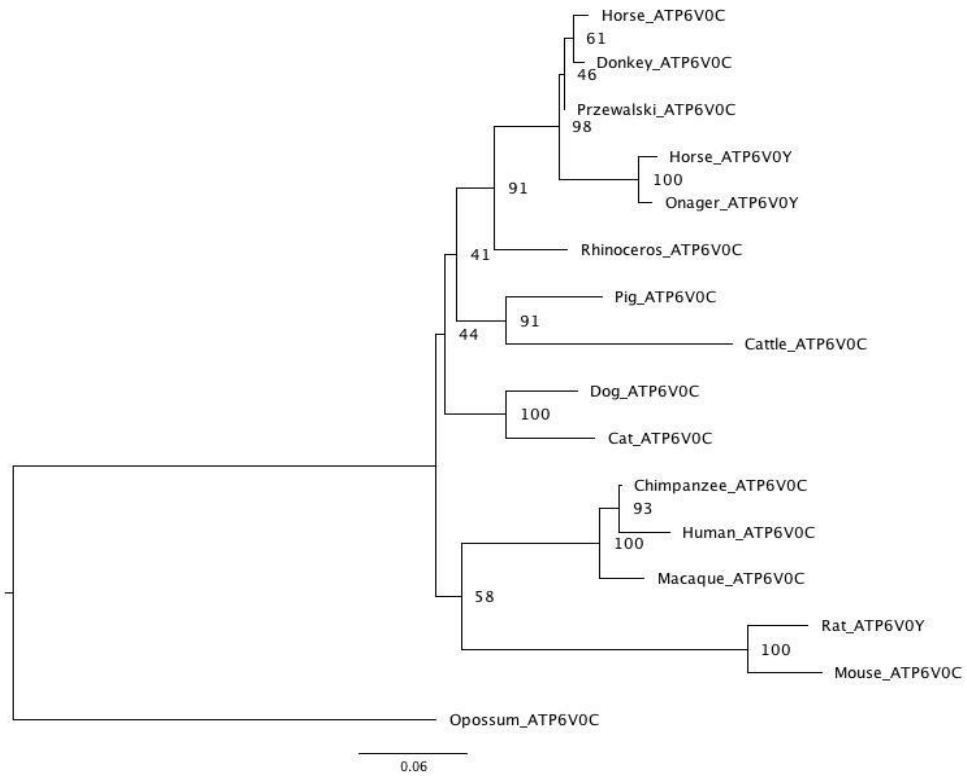 Horse_ATP6V0C
61
Donkey_ATP6V0C
46
Przewalski_ATP6V0C
98
Horse_ATP6V0Y
100
Onager_ATP6V0Y
91
Rhinoceros_ATP6V0C
41
Pig_ATP6V0C
91
44
Cattle_ATP6V0C
Dog_ATP6V0C
100
Cat_ATP6V0C
Chimpanzee_ATP6V0C
93
Human_ATP6V0C
100
Macaque_ATP6V0C
58
Rat_ATP6V0Y
100
Mouse_ATP6V0C
Opossum_ATP6V0C
0.06